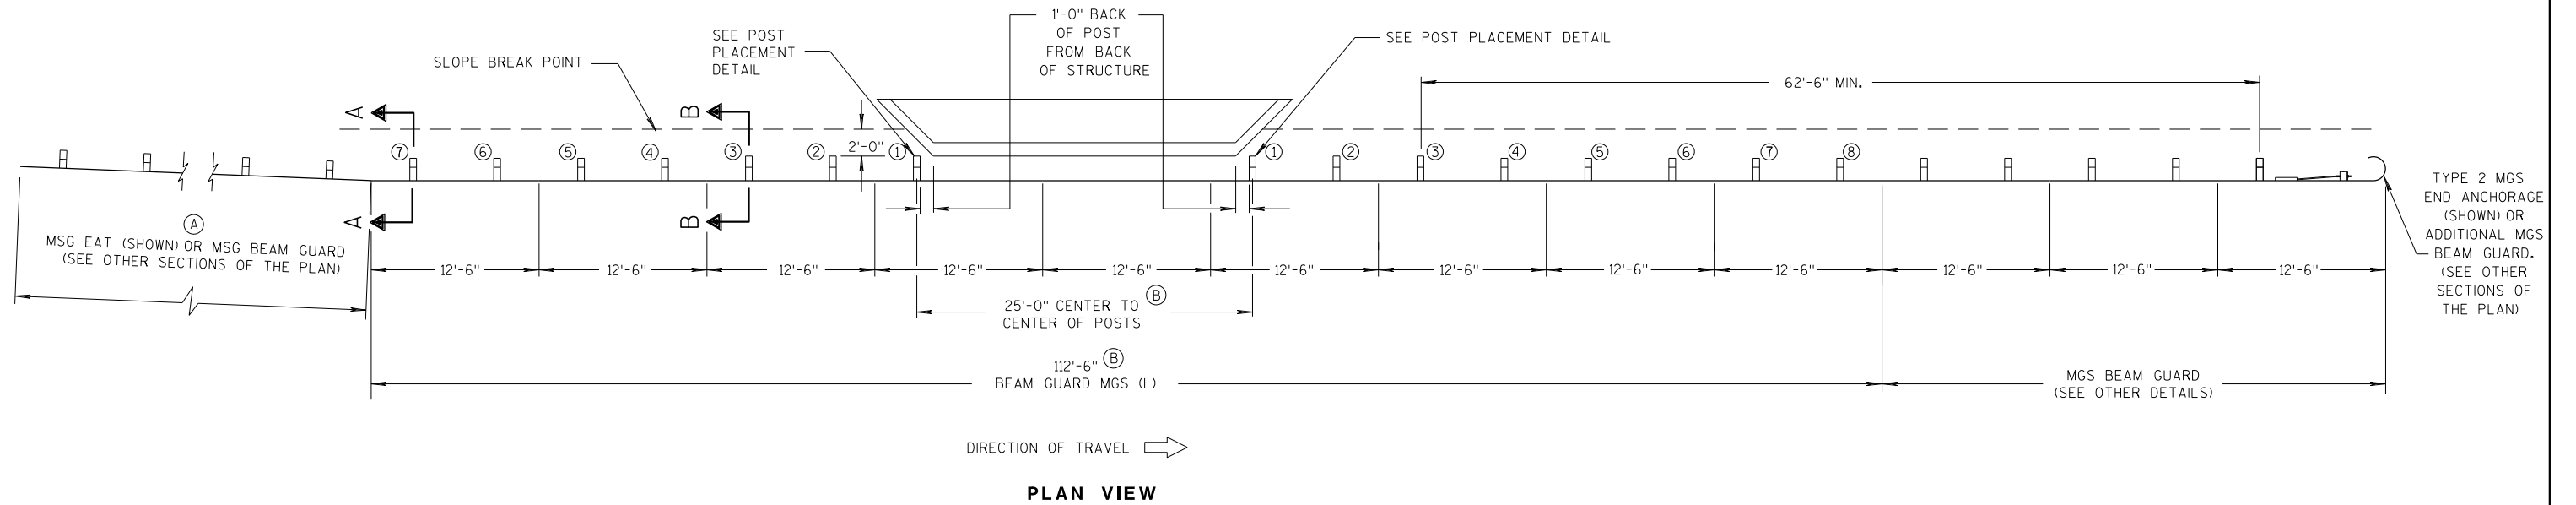 1'-0" BACK
OF POST
FROM BACK
OF STRUCTURE
SEE POST
PLACEMENT
DETAIL
SEE POST PLACEMENT DETAIL
SLOPE BREAK POINT
62'-6" MIN.
A
B
2'-0"
7
6
5
4
3
2
1
1
2
3
4
5
6
7
8
A
B
A
MSG EAT (SHOWN) OR MSG BEAM GUARD
(SEE OTHER SECTIONS OF THE PLAN)
TYPE 2 MGS
END ANCHORAGE
(SHOWN) OR
ADDITIONAL MGS
BEAM GUARD.
(SEE OTHER
SECTIONS OF
THE PLAN)
12'-6"
12'-6"
12'-6"
12'-6"
12'-6"
12'-6"
12'-6"
12'-6"
12'-6"
12'-6"
12'-6"
12'-6"
25'-0" CENTER TO B
CENTER OF POSTS
112'-6" B
BEAM GUARD MGS (L)
MGS BEAM GUARD
(SEE OTHER DETAILS)
DIRECTION OF TRAVEL
PLAN VIEW